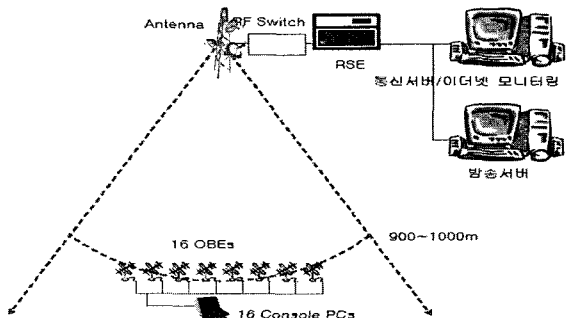 Antenna
RF Switch
RSE
통신서버/이더넷 모니터링
방송서버
16 OBEs
900~1000m
16 Console PCs